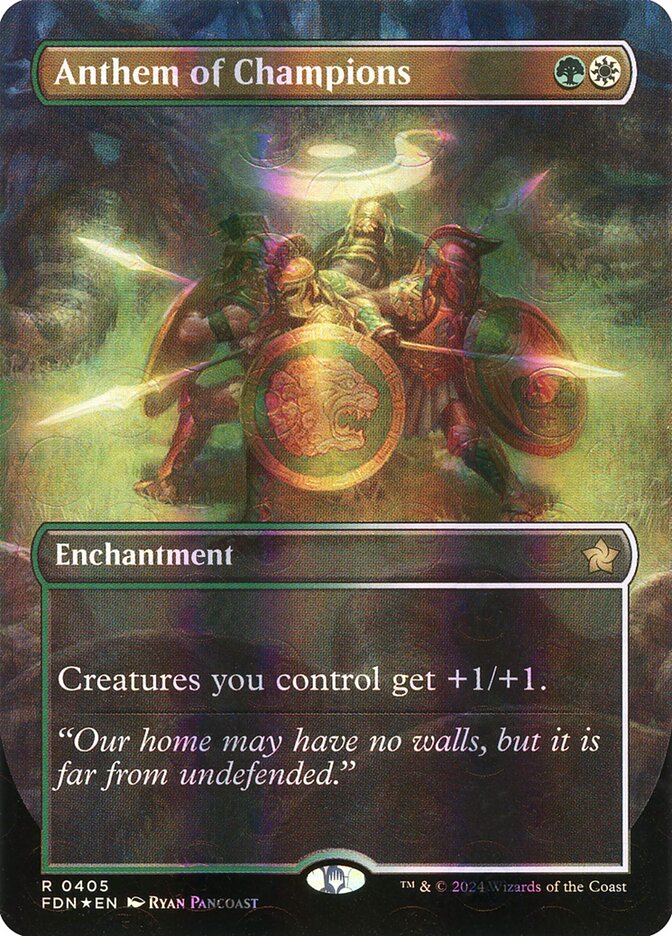 Anthem of Champions
Enchantment
Creatures you control get +1/+1.
“Our home may have no walls, but it is
far from undefended.”
R 0405
FDN★EN Ryan Pancoast
™ & © 2024 Wizards of the Coast